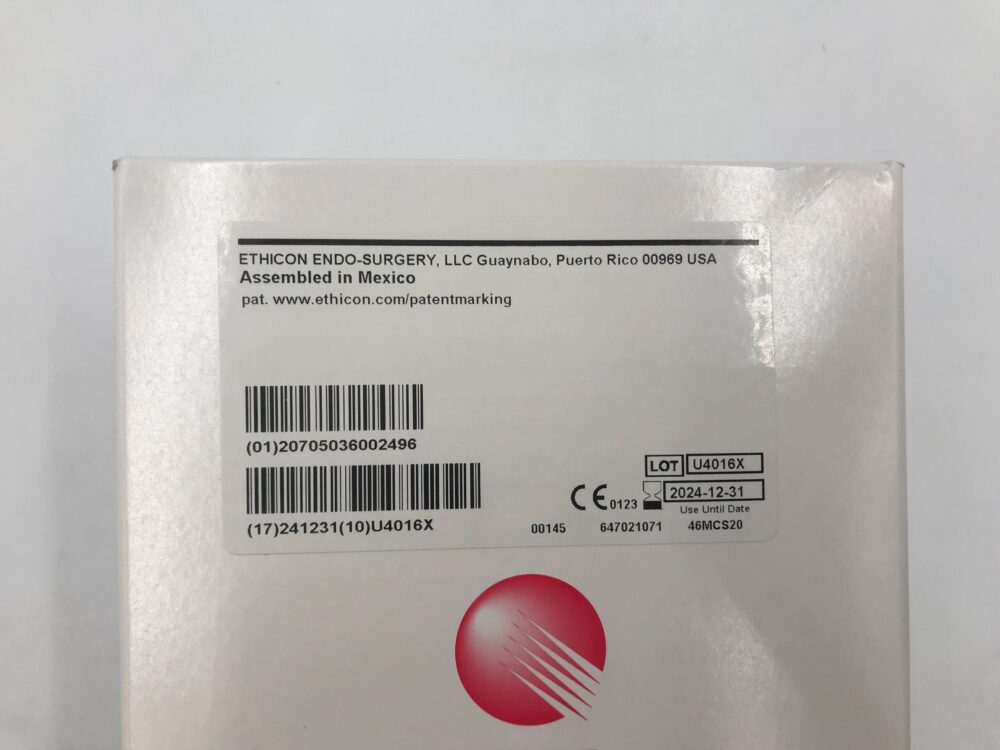 ETHICON ENDO-SURGERY, LLC Guaynabo, Puerto Rico 00969 USA
Assembled in Mexico
pat. www.ethicon.com/patentmarking
(01)20705036002496
(17)241231(10)U4016X
LOT U4016X
CE 0123 2024-12-31
Use Until Date
00145 647021071 46MCS20